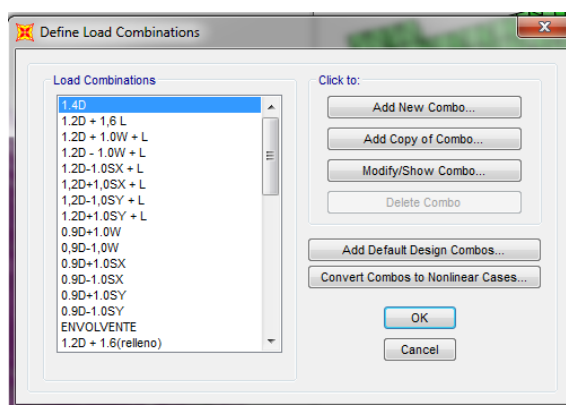 Define Load Combinations
Load Combinations
1.4D
1.2D + 1,6 L
1.2D + 1.0W + L
1.2D - 1.0W + L
1.2D-1.0SX + L
1,2D+1,0SX + L
1,2D-1,0SY + L
1.2D+1.0SY + L
0.9D+1.0W
0,9D-1,0W
0.9D+1.0SX
0.9D-1.0SX
0.9D+1.0SY
0.9D-1.0SY
ENVOLVENTE
1.2D + 1.6(relleno)
Click to:
Add New Combo...
Add Copy of Combo...
Modify/Show Combo...
Delete Combo
Add Default Design Combos...
Convert Combos to Nonlinear Cases...
OK
Cancel